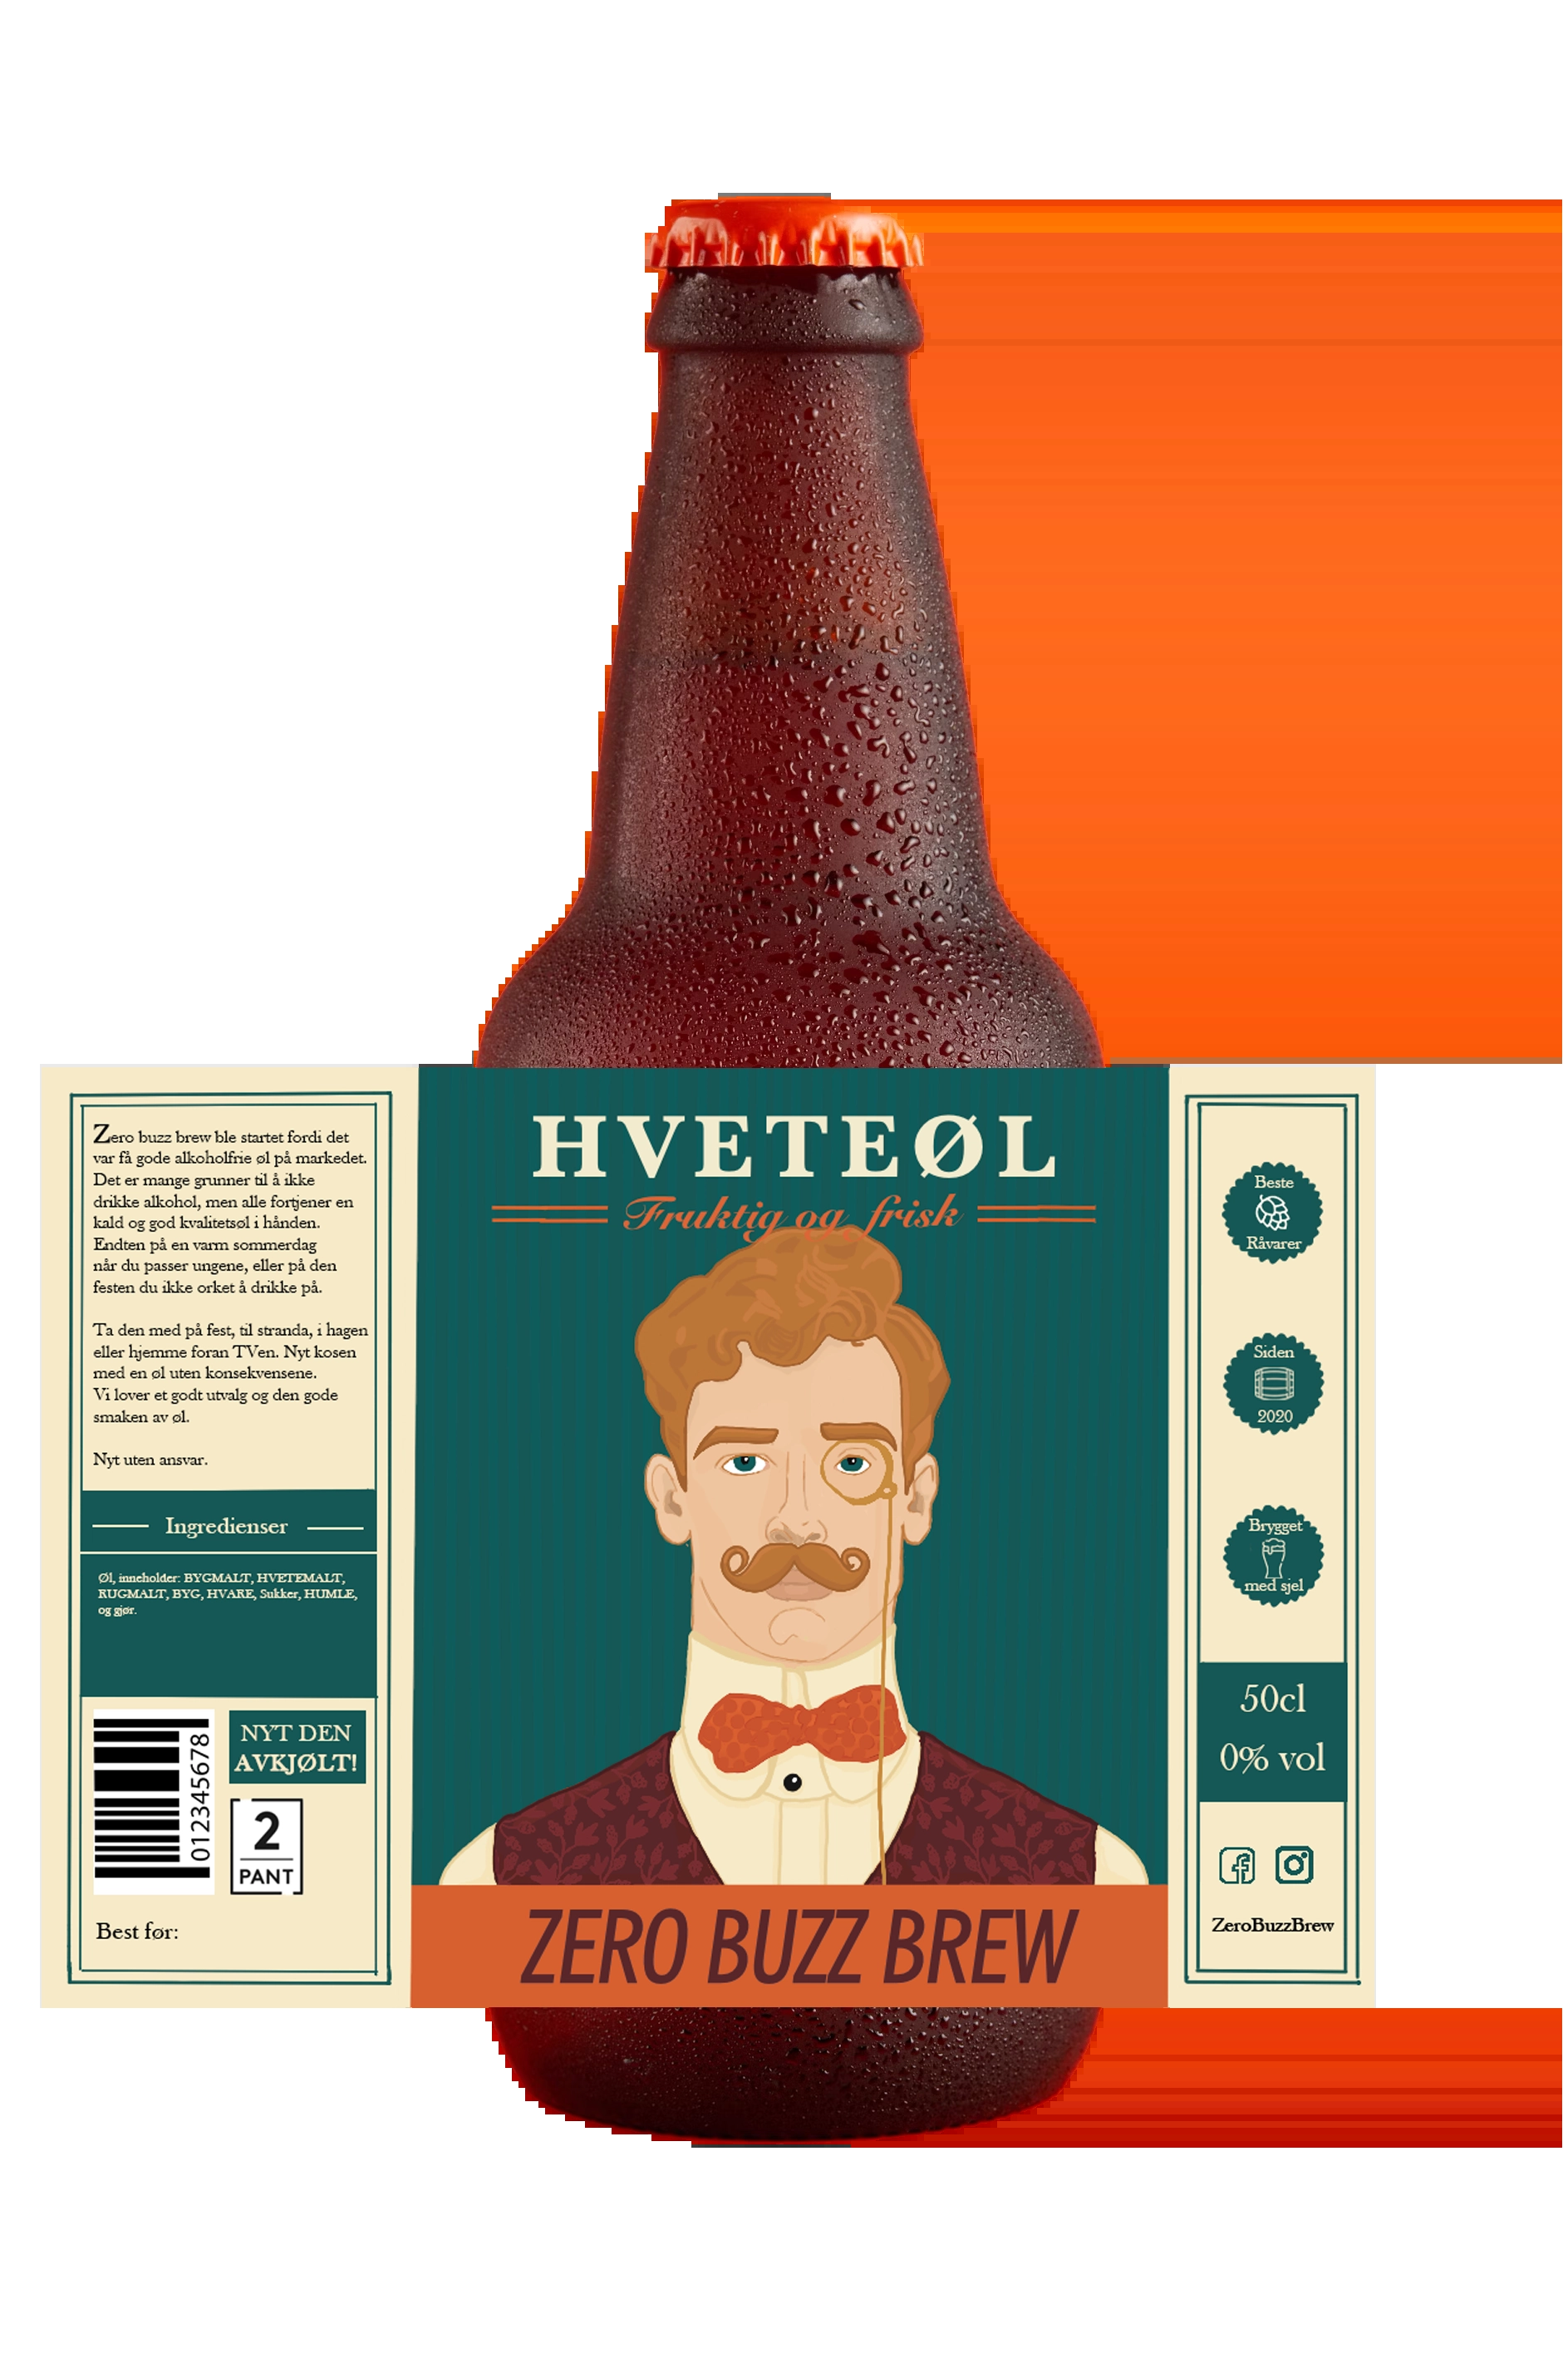 Zero buzz brew ble startet fordi det
var få gode alkoholfrie øl på markedet.
Det er mange grunner til å ikke
drikke alkohol, men alle fortjener en
kald og god kvalitetsøl i hånden.
Endten på en varm sommerdag
når du passer ungene, eller på den
festen du ikke orket å drikke på.
Ta den med på fest, til stranda, i hagen
eller hjemme foran TVen. Nyt kosen
med en øl uten konsekvensene.
Vi lover et godt utvalg og den gode
smaken av øl.
Nyt uten ansvar.
Ingredienser
Øl, inneholder: BYGMALT, HVETEMALT,
RUGMALT, BYG, HVARE, Sukker, HUMLE,
og gjør.
012345678
NYT DEN
AVKJØLT!
2
PANT
Best før:
HVETEØL
Fruktig og frisk
ZERO BUZZ BREW
Beste
Råvarer
Siden
2020
Brygget
med sjel
50cl
0% vol
ZeroBuzzBrew